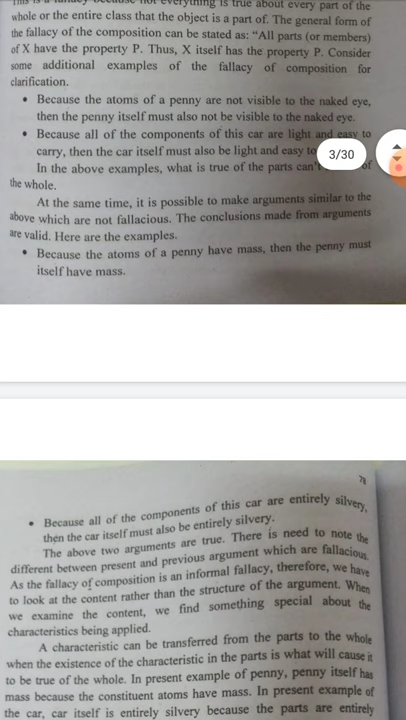 everything is true about every part of the
whole or the entire class that the object is a part of. The general form of
the fallacy of the composition can be stated as: “All parts (or members)
of X have the property P. Thus, X itself has the property P. Consider
some additional examples of the fallacy of composition for
clarification.
• Because the atoms of a penny are not visible to the naked eye,
then the penny itself must also not be visible to the naked eye.
• Because all of the components of this car are light and easy to
carry, then the car itself must also be light and easy to
3/30
In the above examples, what is true of the parts can't of
the whole.
At the same time, it is possible to make arguments similar to the
above which are not fallacious. The conclusions made from arguments
are valid. Here are the examples.
• Because the atoms of a penny have mass, then the penny must
itself have mass.
78
• Because all of the components of this car are entirely silvery,
then the car itself must also be entirely silvery.
The above two arguments are true. There is need to note the
different between present and previous argument which are fallacious.
As the fallacy of composition is an informal fallacy, therefore, we have
to look at the content rather than the structure of the argument. When
we examine the content, we find something special about the
characteristics being applied.
A characteristic can be transferred from the parts to the whole
when the existence of the characteristic in the parts is what will cause it
to be true of the whole. In present example of penny, penny itself has
mass because the constituent atoms have mass. In present example of
the car, car itself is entirely silvery because the parts are entirely